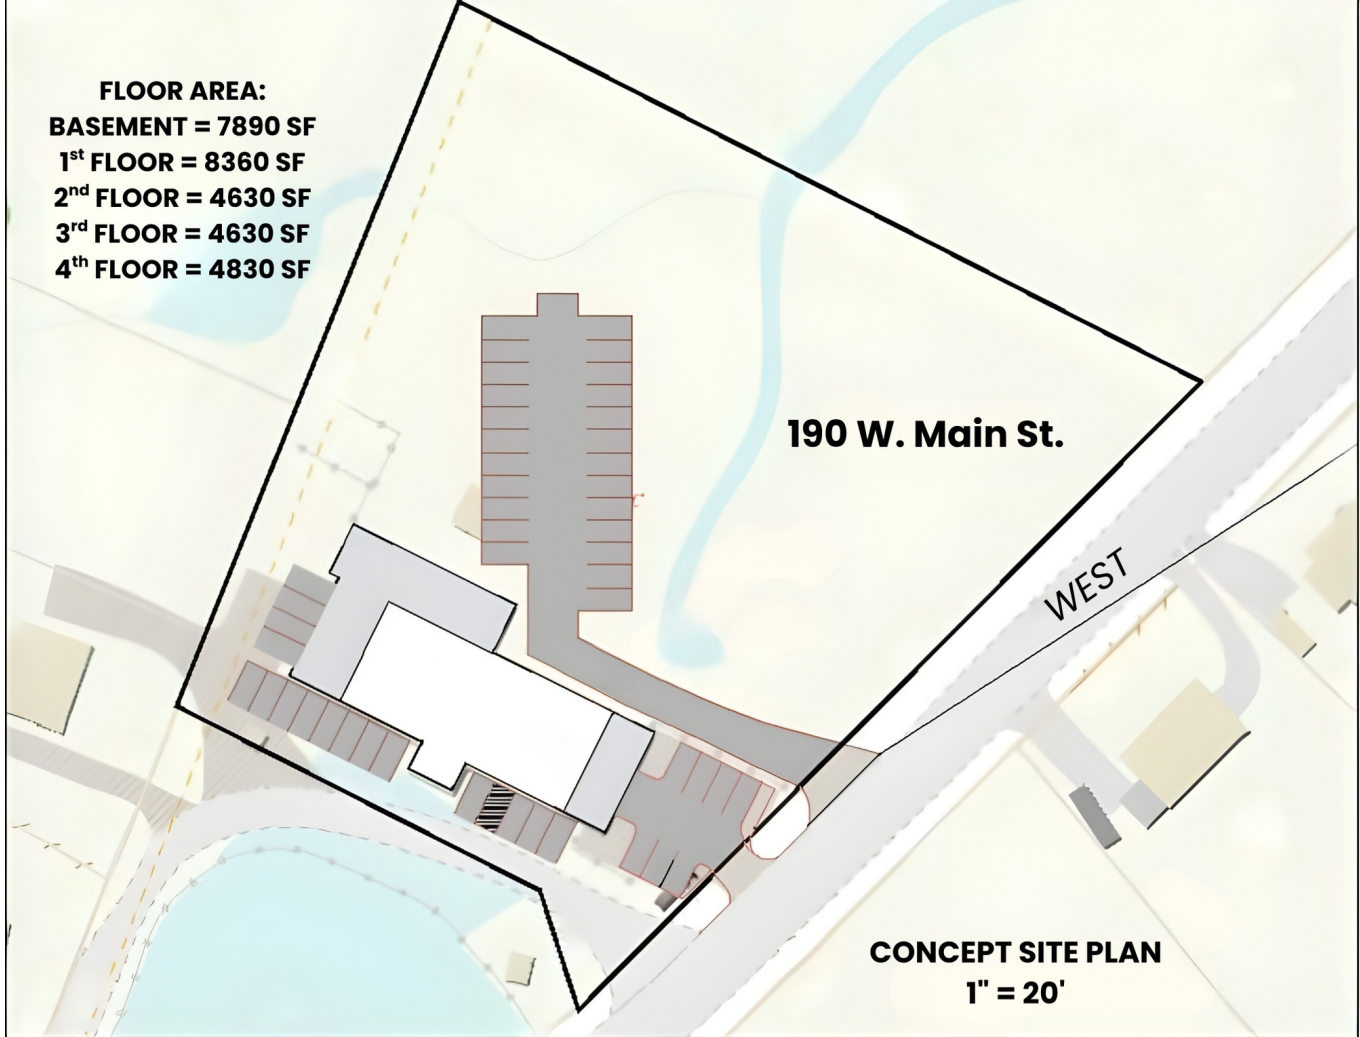 FLOOR AREA:
BASEMENT = 7890 SF
1st FLOOR = 8360 SF
2nd FLOOR = 4630 SF
3rd FLOOR = 4630 SF
4th FLOOR = 4830 SF
190 W. Main St.
WEST
CONCEPT SITE PLAN
1" = 20'